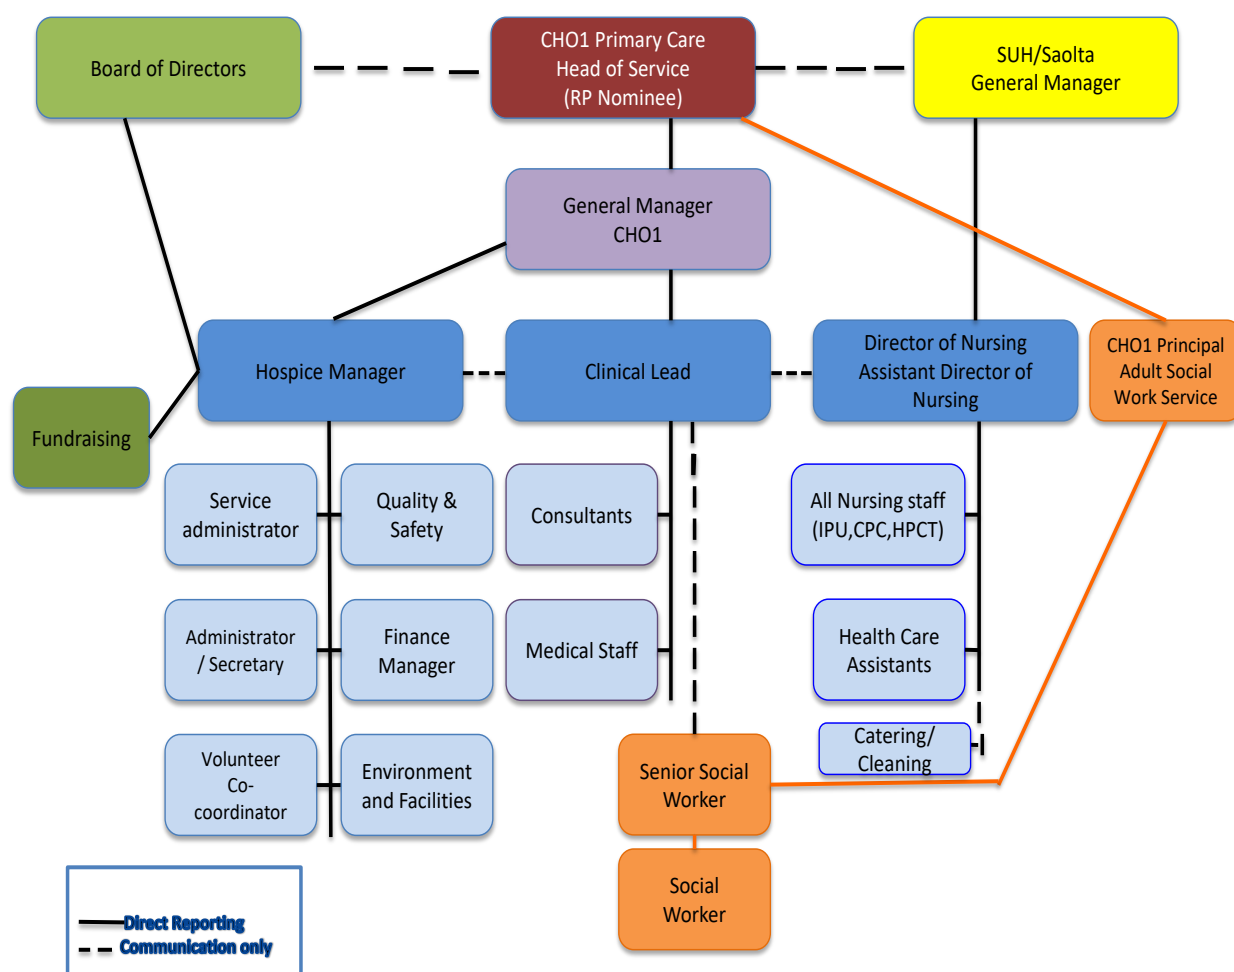 Board of Directors
CHO1 Primary Care
Head of Service
(RP Nominee)
SUH/Saolta
General Manager
General Manager
CHO1
Hospice Manager
Clinical Lead
Director of Nursing
Assistant Director of
Nursing
CHO1 Principal
Adult Social
Work Service
Fundraising
Service
administrator
Quality &
Safety
Consultants
All Nursing staff
(IPU,CPC,HPCT)
Administrator
/ Secretary
Finance
Manager
Medical Staff
Health Care
Assistants
Volunteer
Co-
coordinator
Environment
and Facilities
Senior Social
Worker
Catering/
Cleaning
Social
Worker
Direct Reporting
Communication only